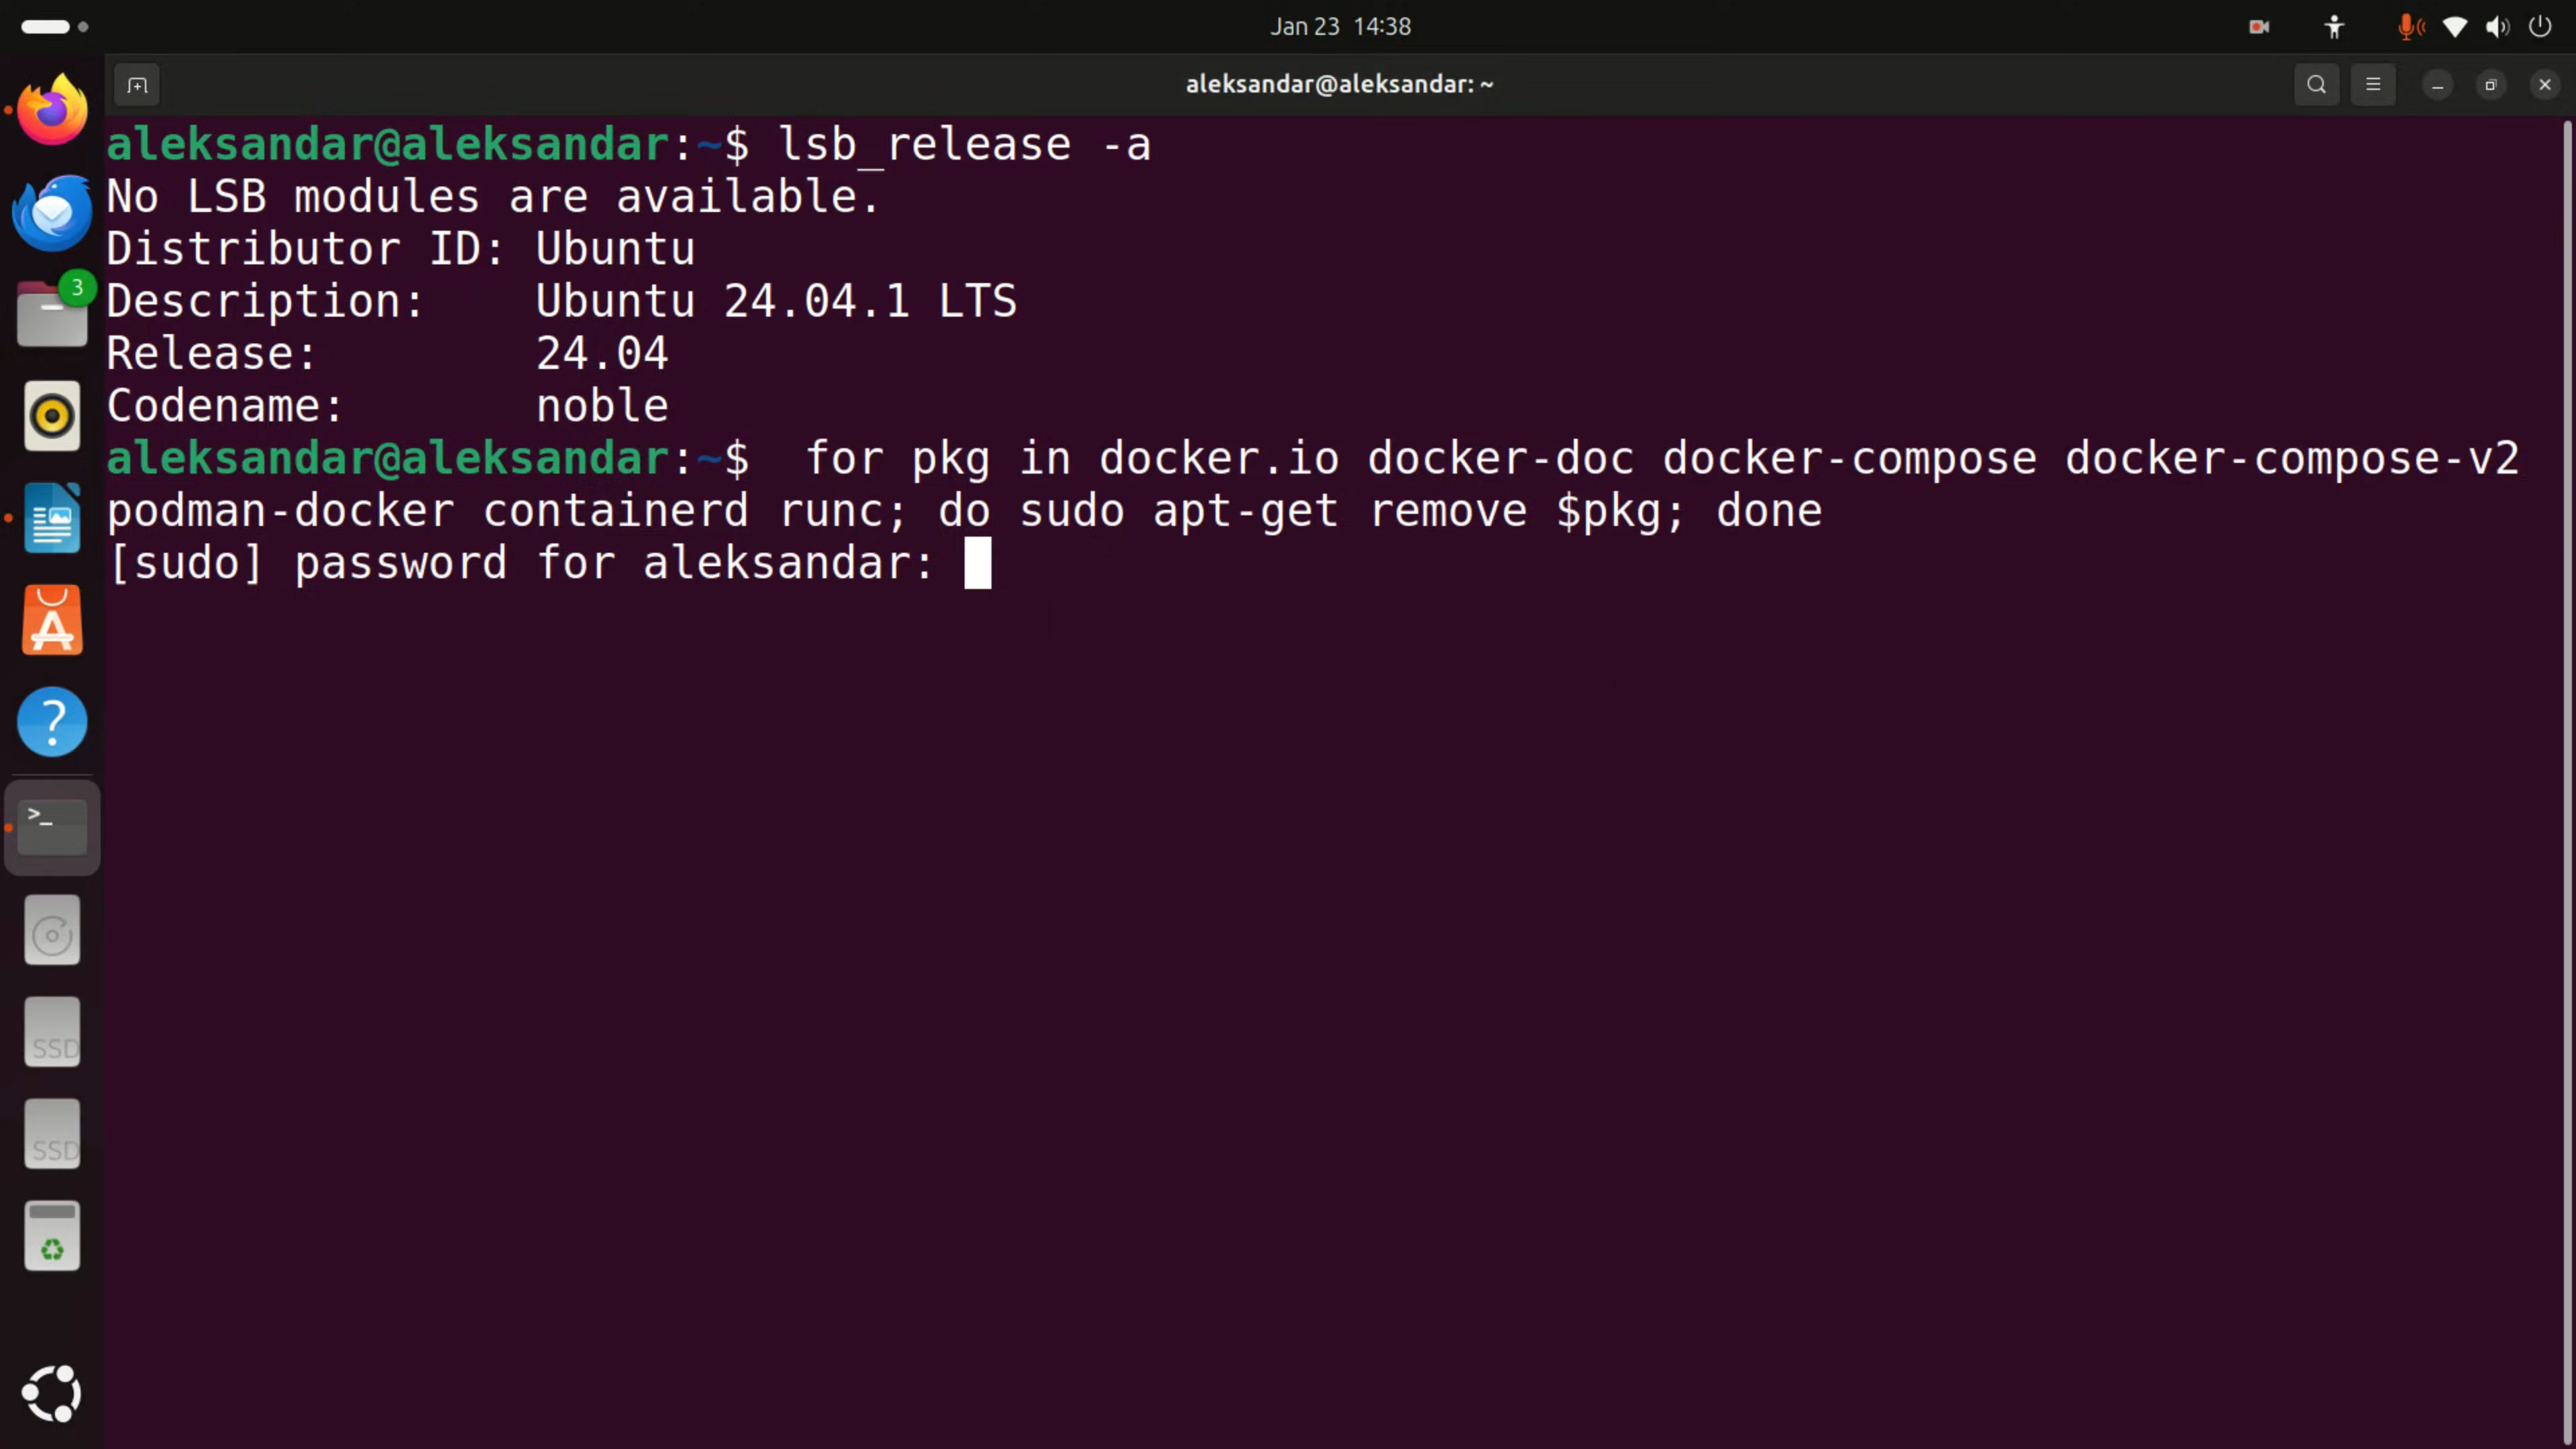 Jan 23 14:38
aleksandar@aleksandar: ~
aleksandar@aleksandar:~$ lsb_release -a
No LSB modules are available.
Distributor ID: Ubuntu
Description:    Ubuntu 24.04.1 LTS
Release:        24.04
Codename:       noble
aleksandar@aleksandar:~$  for pkg in docker.io docker-doc docker-compose docker-compose-v2
podman-docker containerd runc; do sudo apt-get remove $pkg; done
[sudo] password for aleksandar:
3
?
>_
SSD
SSD